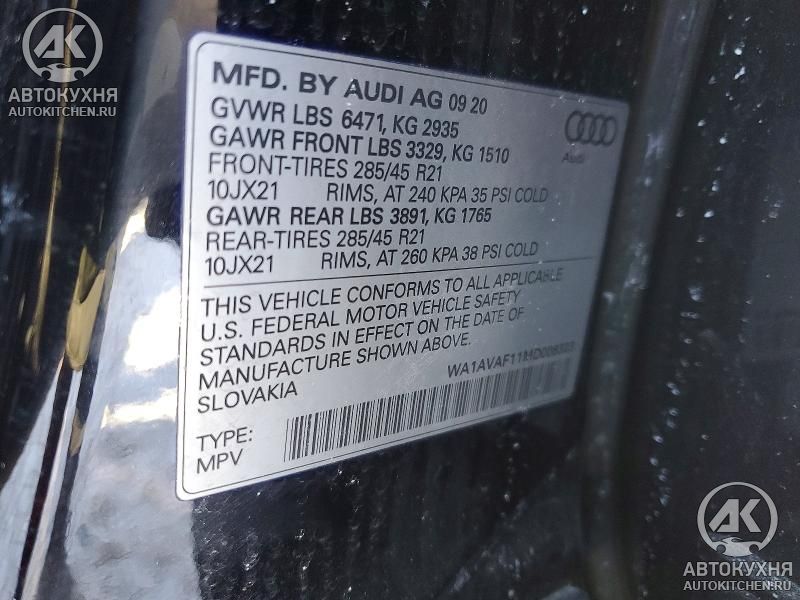 AK
АВТОКУХНЯ
AUTOKITCHEN.RU
MFD. BY AUDI AG 09 20
GVWR LBS 6471, KG 2935
GAWR FRONT LBS 3329, KG 1510
FRONT-TIRES 285/45 R21
10JX21 RIMS, AT 240 KPA 35 PSI COLD
GAWR REAR LBS 3891, KG 1765
REAR-TIRES 285/45 R21
10JX21 RIMS, AT 260 KPA 38 PSI COLD
Audi
THIS VEHICLE CONFORMS TO ALL APPLICABLE
U.S. FEDERAL MOTOR VEHICLE SAFETY
STANDARDS IN EFFECT ON THE DATE OF
MANUFACTURE SHOWN ABOVE.
SLOVAKIA
TYPE:
MPV
AK
АВТОКУХНЯ
AUTOKITCHEN.RU